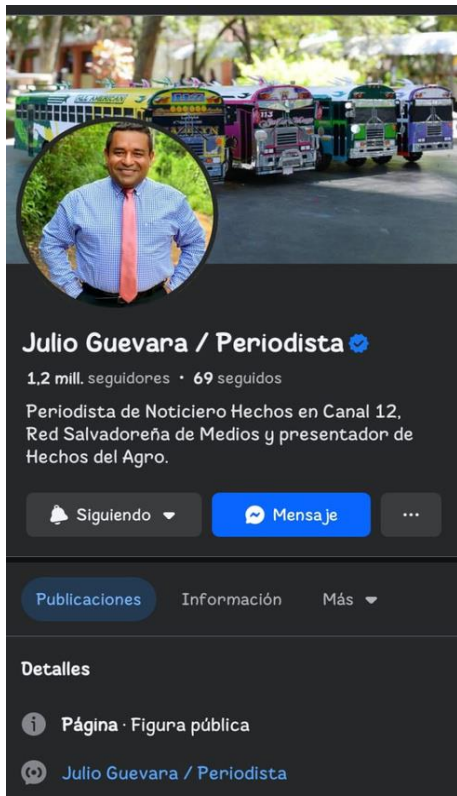 Julio Guevara / Periodista
1,2 mill. seguidores · 69 seguidos
Periodista de Noticiero Hechos en Canal 12,
Red Salvadoreña de Medios y presentador de
Hechos del Agro.
Siguiendo
Mensaje
Publicaciones
Información
Más
Detalles
Página · Figura pública
Julio Guevara / Periodista